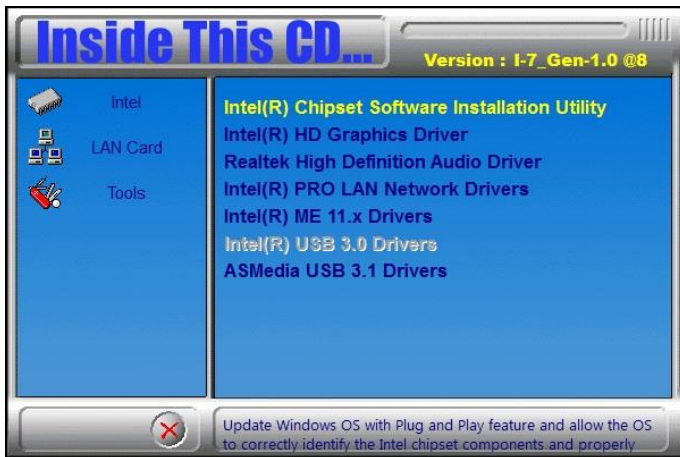 Inside This CD...
Version : I-7_Gen-1.0 @8
Intel
LAN Card
Tools
Intel(R) Chipset Software Installation Utility
Intel(R) HD Graphics Driver
Realtek High Definition Audio Driver
Intel(R) PRO LAN Network Drivers
Intel(R) ME 11.x Drivers
Intel(R) USB 3.0 Drivers
ASMedia USB 3.1 Drivers
Update Windows OS with Plug and Play feature and allow the OS
to correctly identify the Intel chipset components and properly